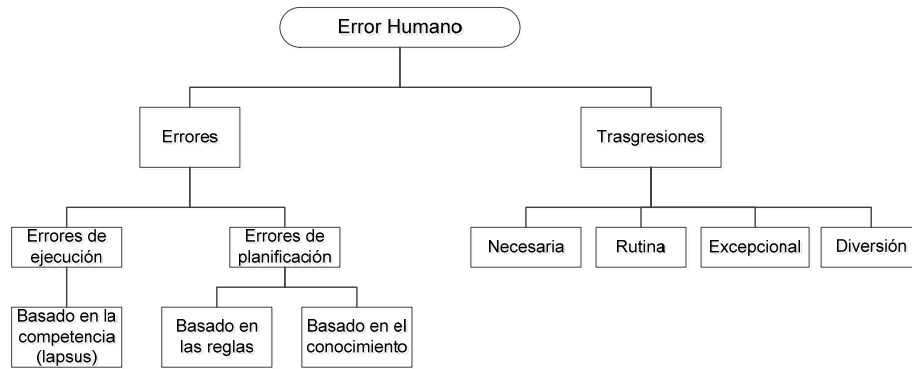 Error Humano
Errores
Trasgresiones
Errores de
ejecución
Errores de
planificación
Necesaria
Rutina
Excepcional
Diversión
Basado en la
competencia
(lapsus)
Basado en
las reglas
Basado en el
conocimiento